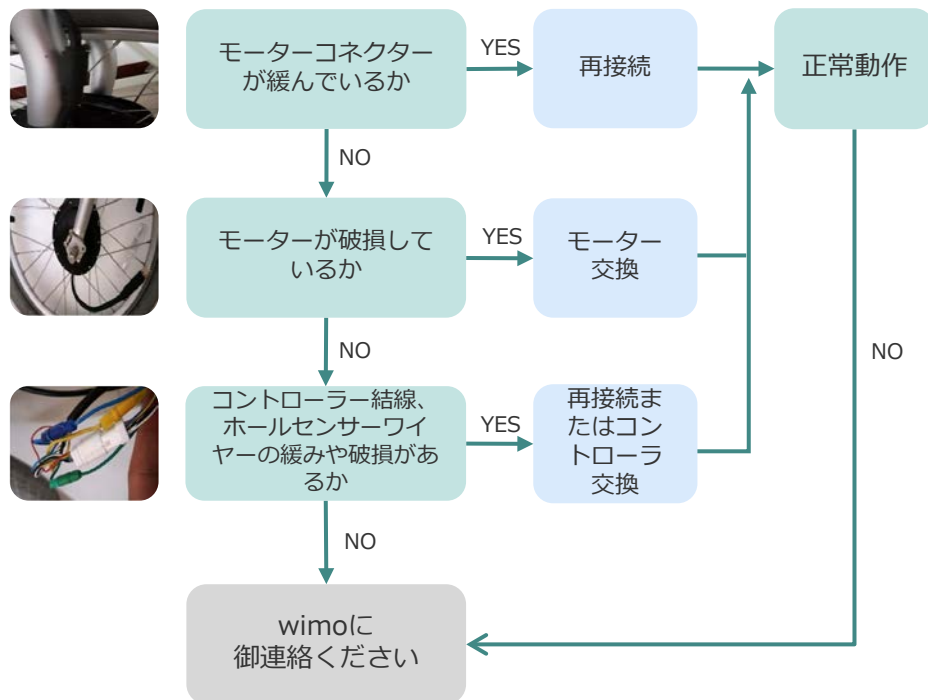 モーターコネクター
が緩んでいるか
YES
再接続
正常動作
NO
モーターが破損して
いるか
YES
モーター
交換
NO
NO
コントローラー結線、
ホールセンサーワイ
ヤーの緩みや破損があ
るか
YES
再接続ま
たはコン
トローラ
交換
NO
wimoに
御連絡ください